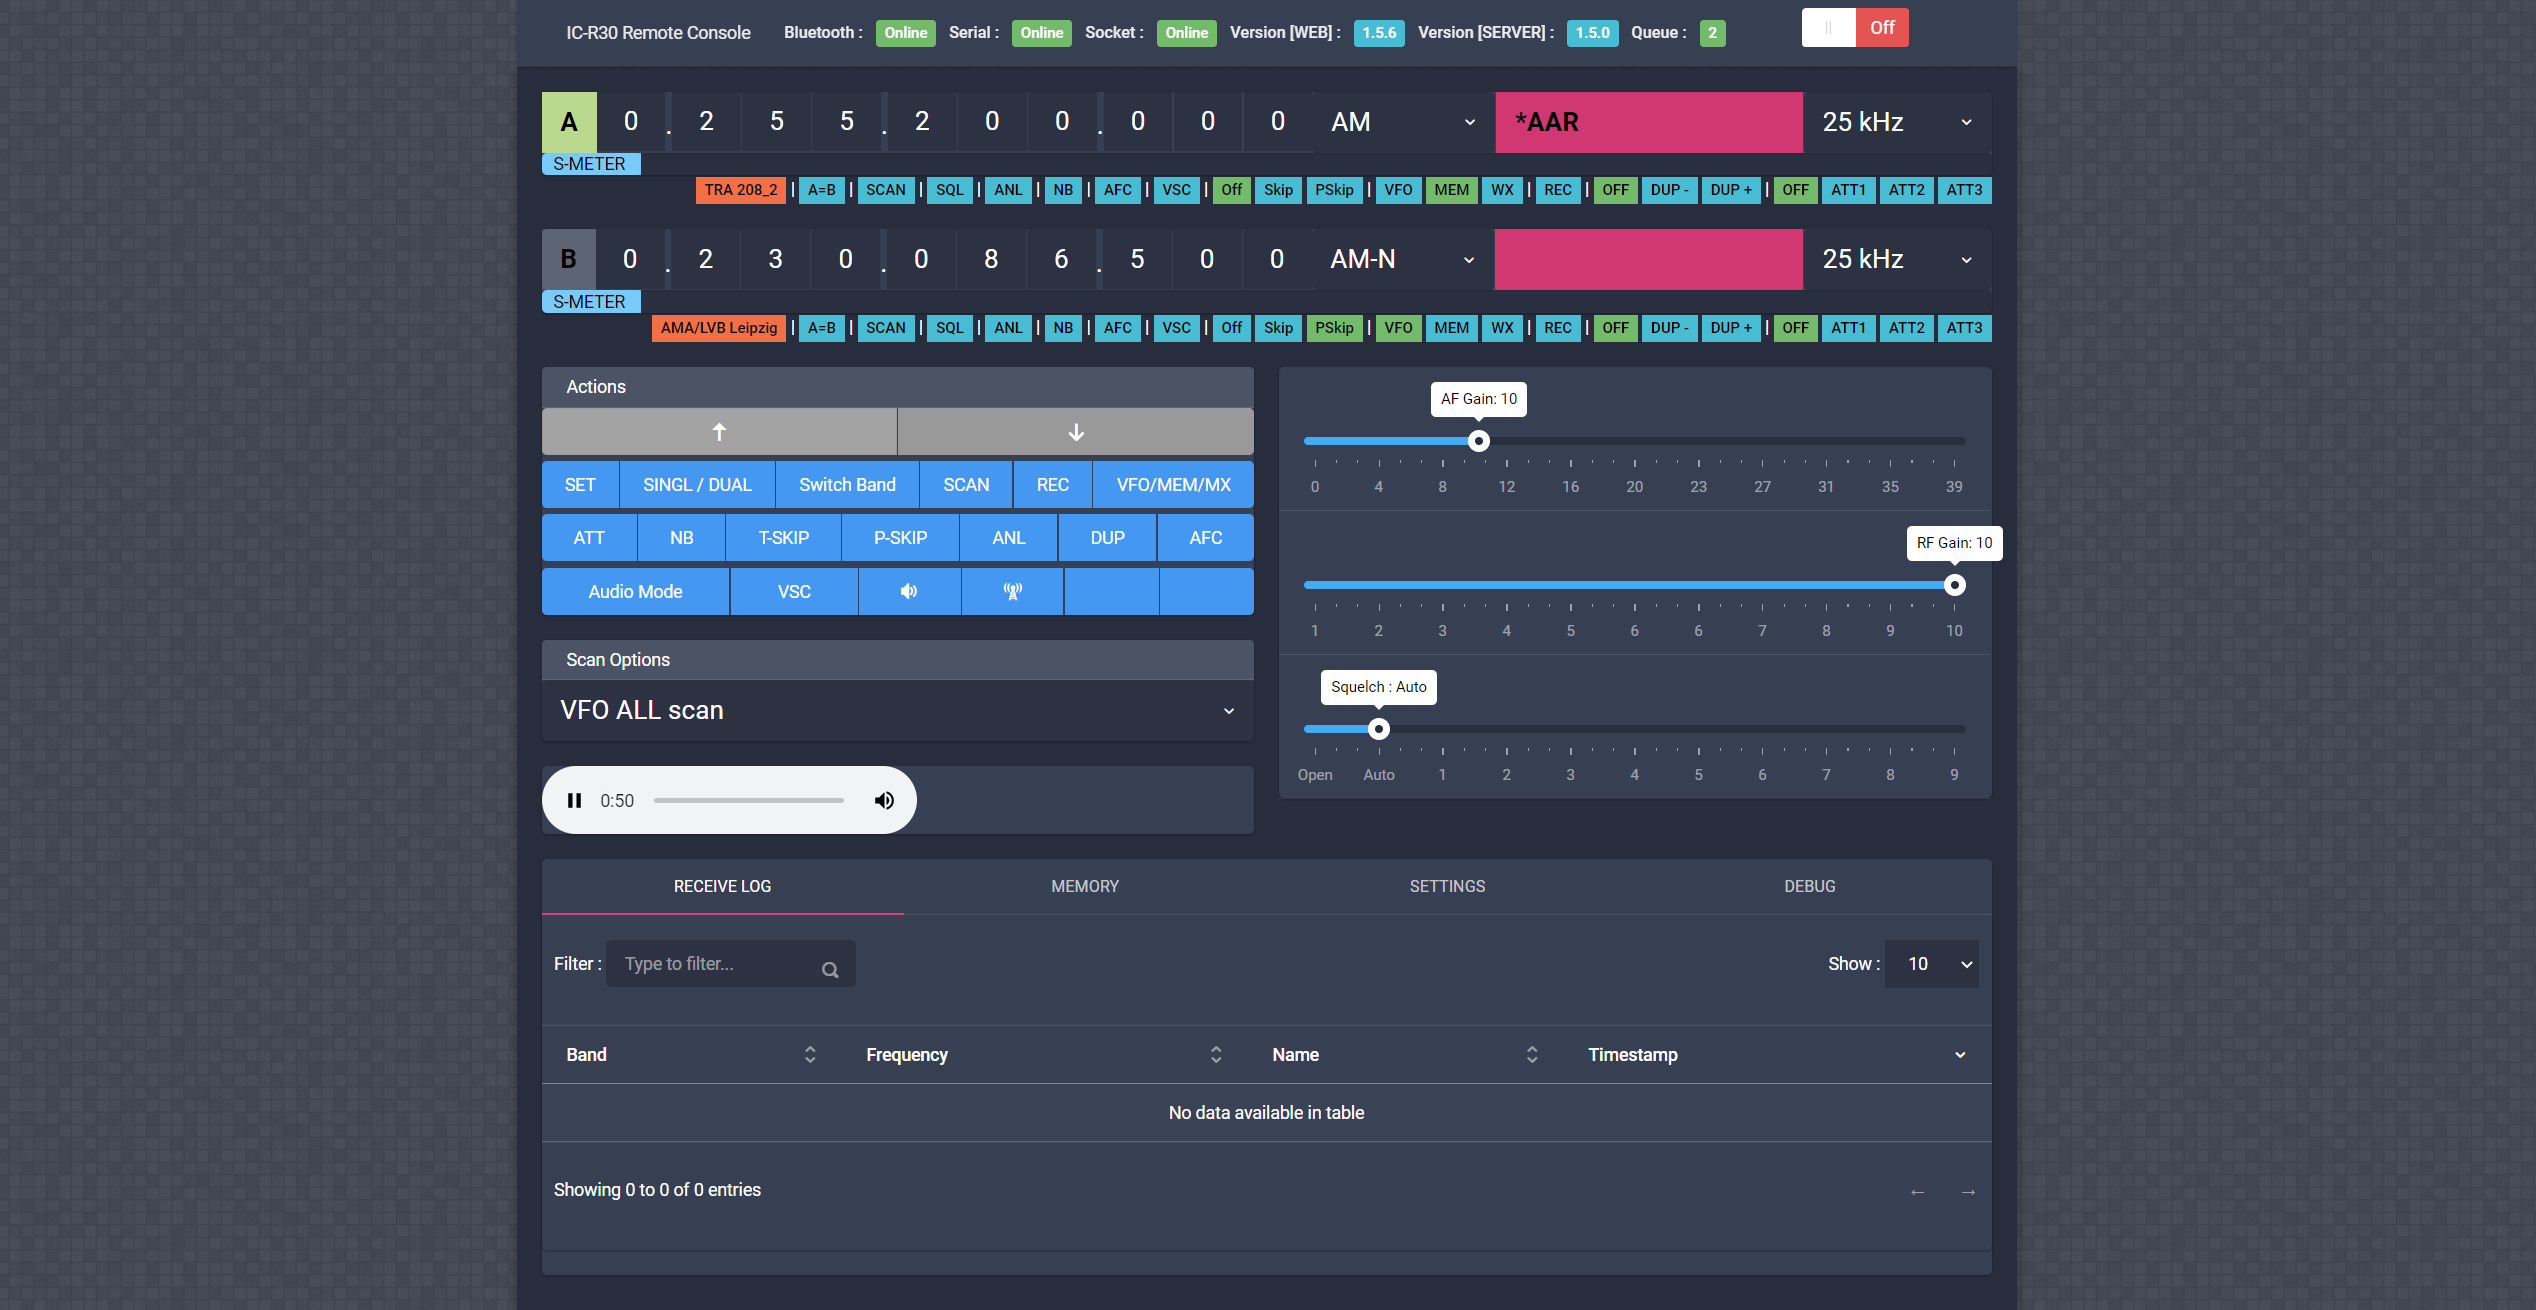 IC-R30 Remote Console Bluetooth : Online Serial : Online Socket : Online Version [WEB] : 1.5.6 Version [SERVER] : 1.5.0 Queue : 2 Off
A 0 . 2 5 5 . 2 0 0 . 0 0 0 AM *AAR 25 kHz
S-METER
TRA 208_2 | A=B | SCAN | SQL | ANL | NB | AFC | VSC | Off Skip PSkip | VFO MEM WX | REC | OFF DUP - DUP + | OFF ATT1 ATT2 ATT3
B 0 . 2 3 0 . 0 8 6 . 5 0 0 AM-N 25 kHz
S-METER
AMA/LVB Leipzig | A=B | SCAN | SQL | ANL | NB | AFC | VSC | Off Skip PSkip | VFO MEM WX | REC | OFF DUP - DUP + | OFF ATT1 ATT2 ATT3
Actions
SET SINGL / DUAL Switch Band SCAN REC VFO/MEM/MX
ATT NB T-SKIP P-SKIP ANL DUP AFC
Audio Mode VSC
Scan Options
VFO ALL scan
0:50
AF Gain: 10
0 4 8 12 16 20 23 27 31 35 39
RF Gain: 10
1 2 3 4 5 6 6 7 8 9 10
Squelch : Auto
Open Auto 1 2 3 4 5 6 7 8 9
RECEIVE LOG MEMORY SETTINGS DEBUG
Filter : Type to filter... Show : 10
Band Frequency Name Timestamp
No data available in table
Showing 0 to 0 of 0 entries ← →